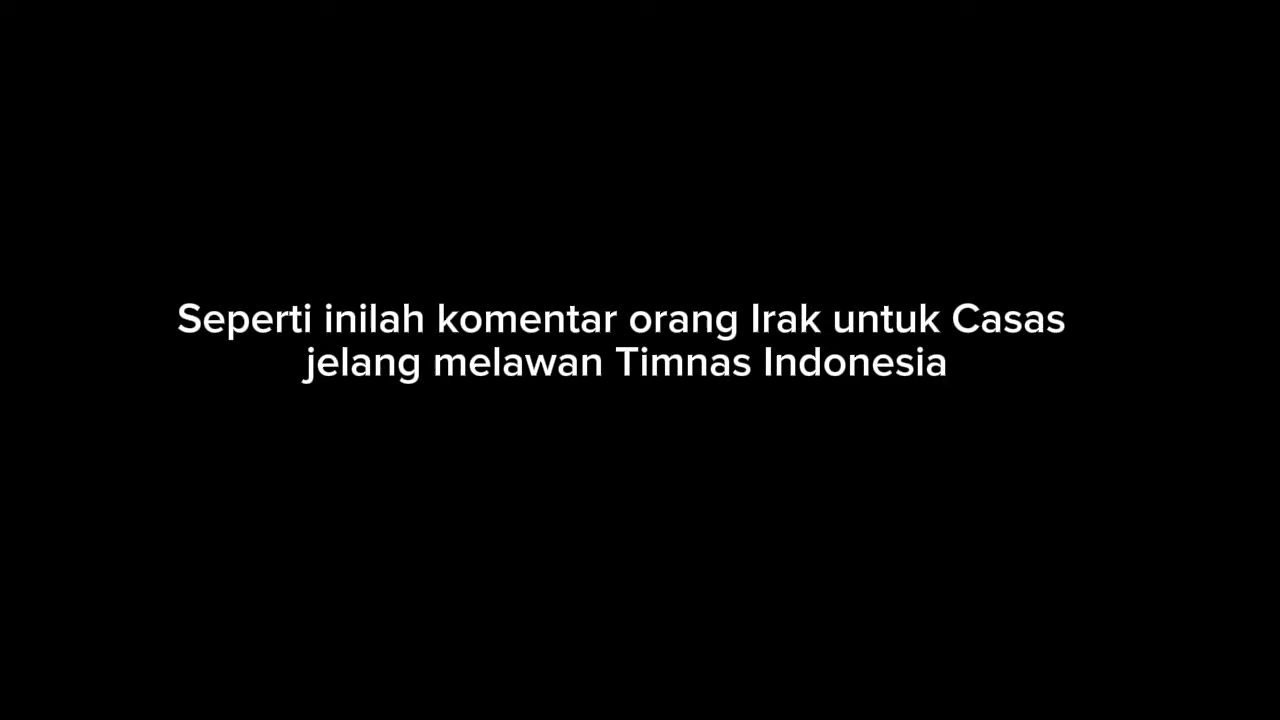 Seperti inilah komentar orang Irak untuk Casas
jelang melawan Timnas Indonesia